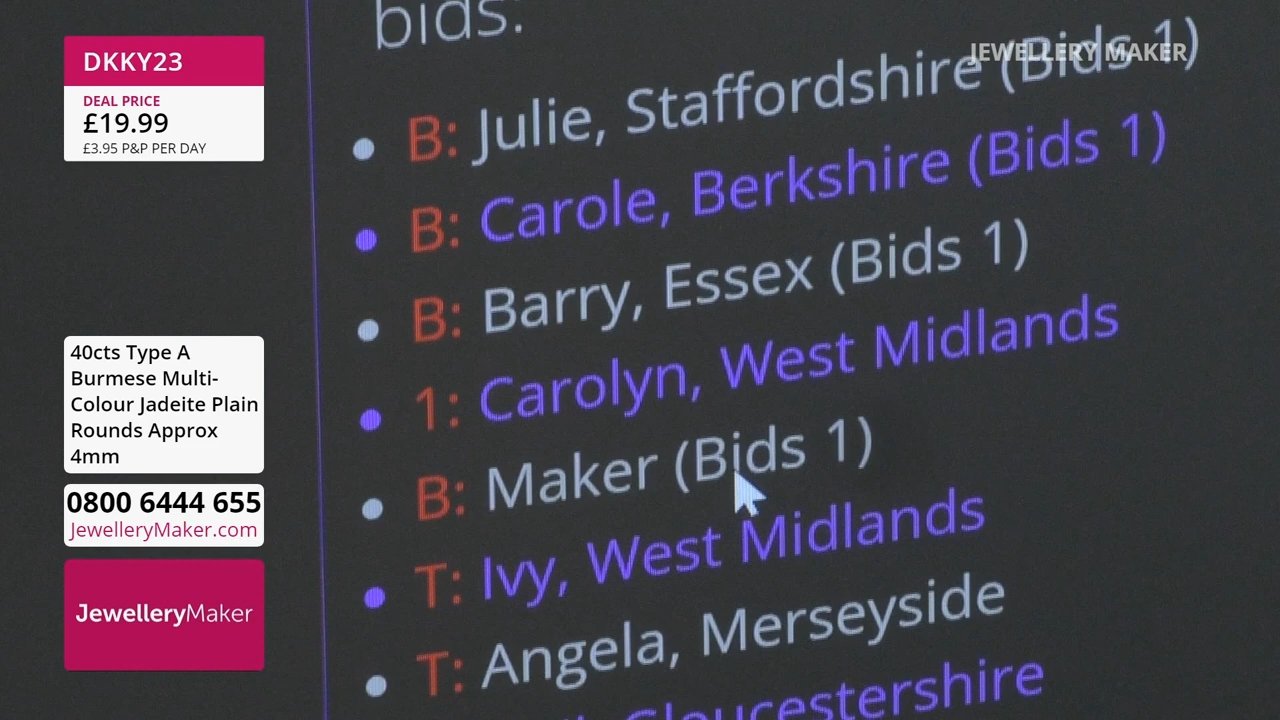 DKKY23
DEAL PRICE
£19.99
£3.95 P&P PER DAY
40cts Type A
Burmese Multi-
Colour Jadeite Plain
Rounds Approx
4mm
0800 6444 655
JewelleryMaker.com
JewelleryMaker
JEWELLERY MAKER
bids:
• B: Julie, Staffordshire (Bids 1)
• B: Carole, Berkshire (Bids 1)
• B: Barry, Essex (Bids 1)
• 1: Carolyn, West Midlands
• B: Maker (Bids 1)
• T: Ivy, West Midlands
• T: Angela, Merseyside
Gloucestershire